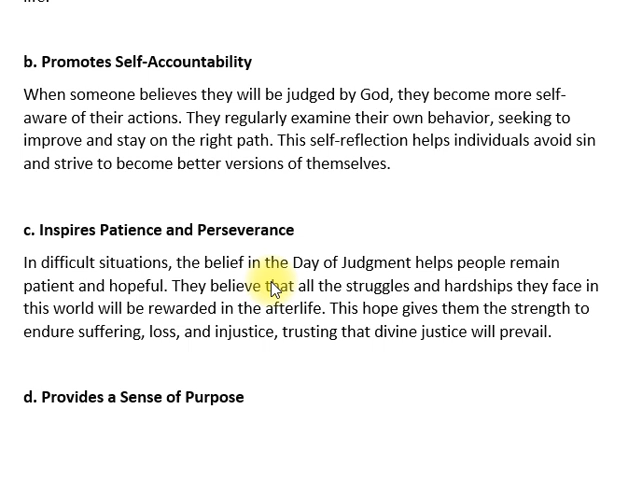 b. Promotes Self-Accountability
When someone believes they will be judged by God, they become more self-
aware of their actions. They regularly examine their own behavior, seeking to
improve and stay on the right path. This self-reflection helps individuals avoid sin
and strive to become better versions of themselves.
c. Inspires Patience and Perseverance
In difficult situations, the belief in the Day of Judgment helps people remain
patient and hopeful. They believe that all the struggles and hardships they face in
this world will be rewarded in the afterlife. This hope gives them the strength to
endure suffering, loss, and injustice, trusting that divine justice will prevail.
d. Provides a Sense of Purpose